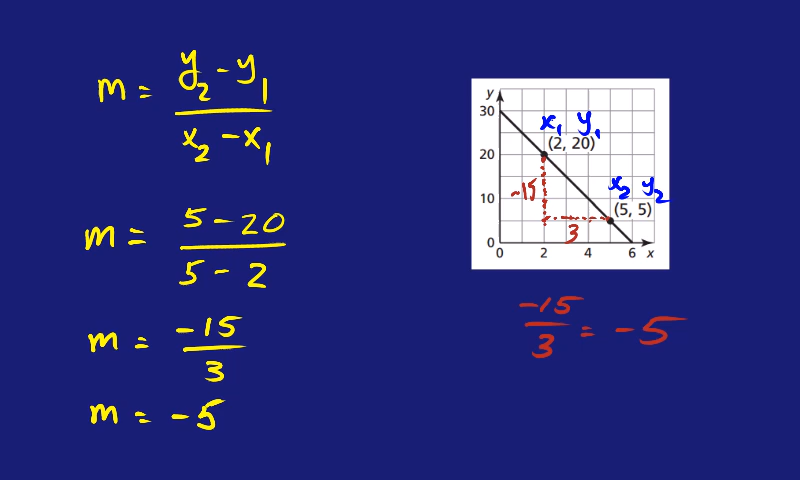 m = y₂ - y₁
x₂ - x₁
m = 5 - 20
5 - 2
m = -15
3
m = -5
y
30
x₁ y₁
(2, 20)
20
x₂ y₂
-15
10
(5, 5)
3
0
0 2 4 6 x
-15
3 = -5